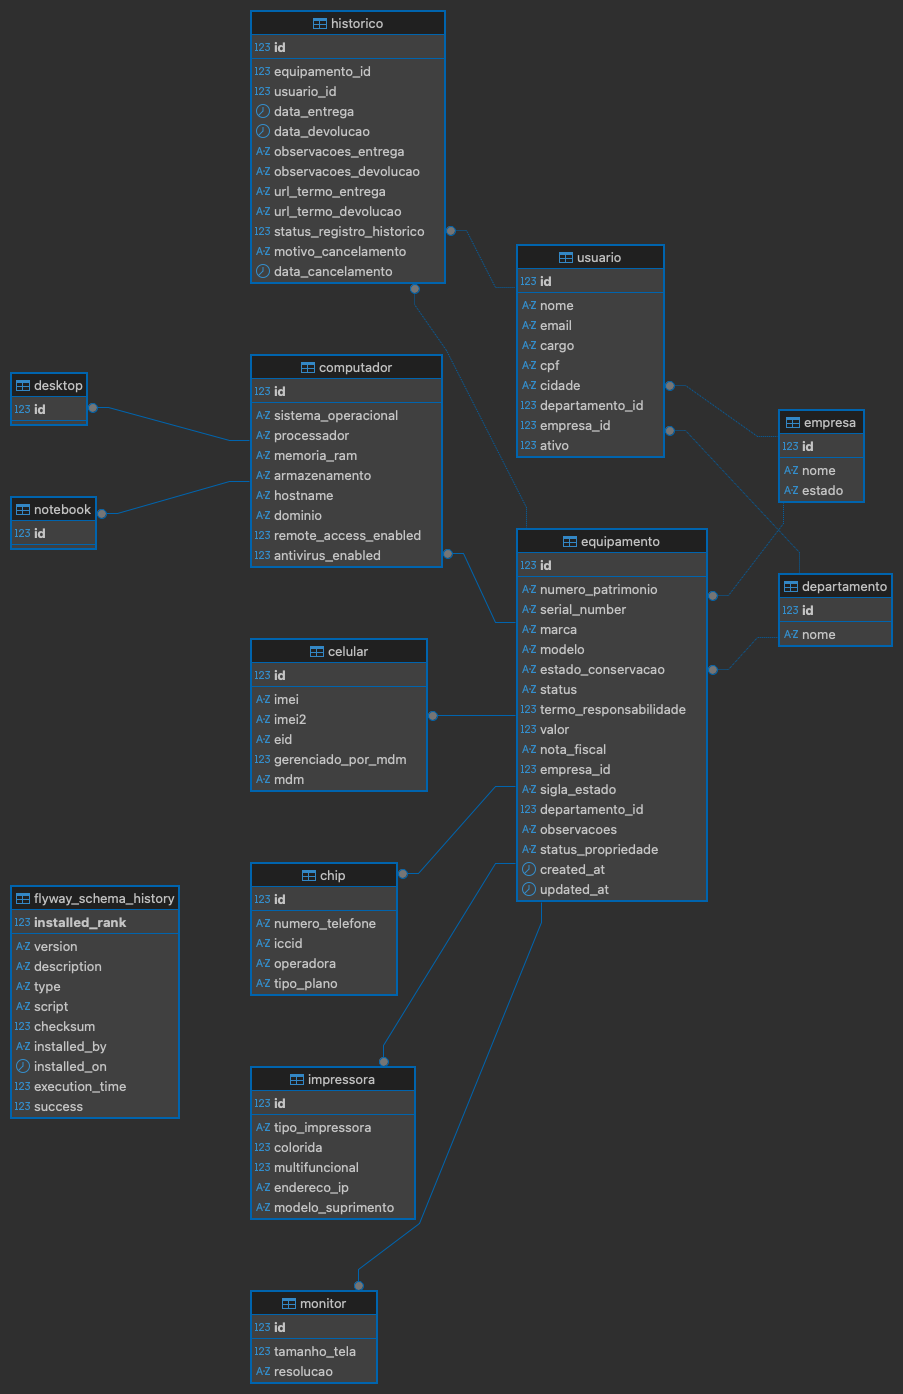 historico
123 id
123 equipamento_id
123 usuario_id
data_entrega
data_devolucao
A-Z observacoes_entrega
A-Z observacoes_devolucao
A-Z url_termo_entrega
A-Z url_termo_devolucao
123 status_registro_historico
A-Z motivo_cancelamento
data_cancelamento
usuario
123 id
A-Z nome
A-Z email
A-Z cargo
A-Z cpf
A-Z cidade
123 departamento_id
123 empresa_id
123 ativo
computador
123 id
A-Z sistema_operacional
A-Z processador
A-Z memoria_ram
A-Z armazenamento
A-Z hostname
A-Z dominio
123 remote_access_enabled
123 antivirus_enabled
desktop
123 id
notebook
123 id
empresa
123 id
A-Z nome
A-Z estado
equipamento
123 id
A-Z numero_patrimonio
A-Z serial_number
A-Z marca
A-Z modelo
A-Z estado_conservacao
A-Z status
123 termo_responsabilidade
123 valor
A-Z nota_fiscal
123 empresa_id
A-Z sigla_estado
123 departamento_id
A-Z observacoes
A-Z status_propriedade
created_at
updated_at
departamento
123 id
A-Z nome
celular
123 id
A-Z imei
A-Z imei2
A-Z eid
123 gerenciado_por_mdm
A-Z mdm
chip
123 id
A-Z numero_telefone
A-Z iccid
A-Z operadora
A-Z tipo_plano
flyway_schema_history
123 installed_rank
A-Z version
A-Z description
A-Z type
A-Z script
123 checksum
A-Z installed_by
installed_on
123 execution_time
123 success
impressora
123 id
A-Z tipo_impressora
123 colorida
123 multifuncional
A-Z endereco_ip
A-Z modelo_suprimento
monitor
123 id
123 tamanho_tela
A-Z resolucao